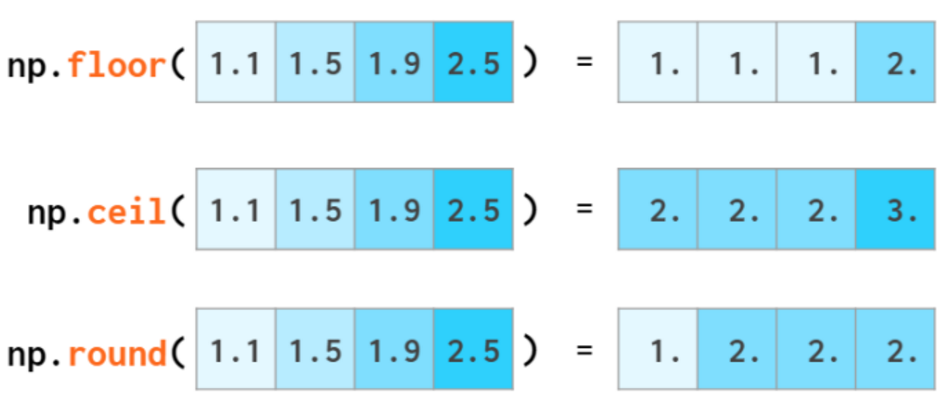 np.floor( 1.1 1.5 1.9 2.5 ) = 1. 1. 1. 2.
np.ceil( 1.1 1.5 1.9 2.5 ) = 2. 2. 2. 3.
np.round( 1.1 1.5 1.9 2.5 ) = 1. 2. 2. 2.